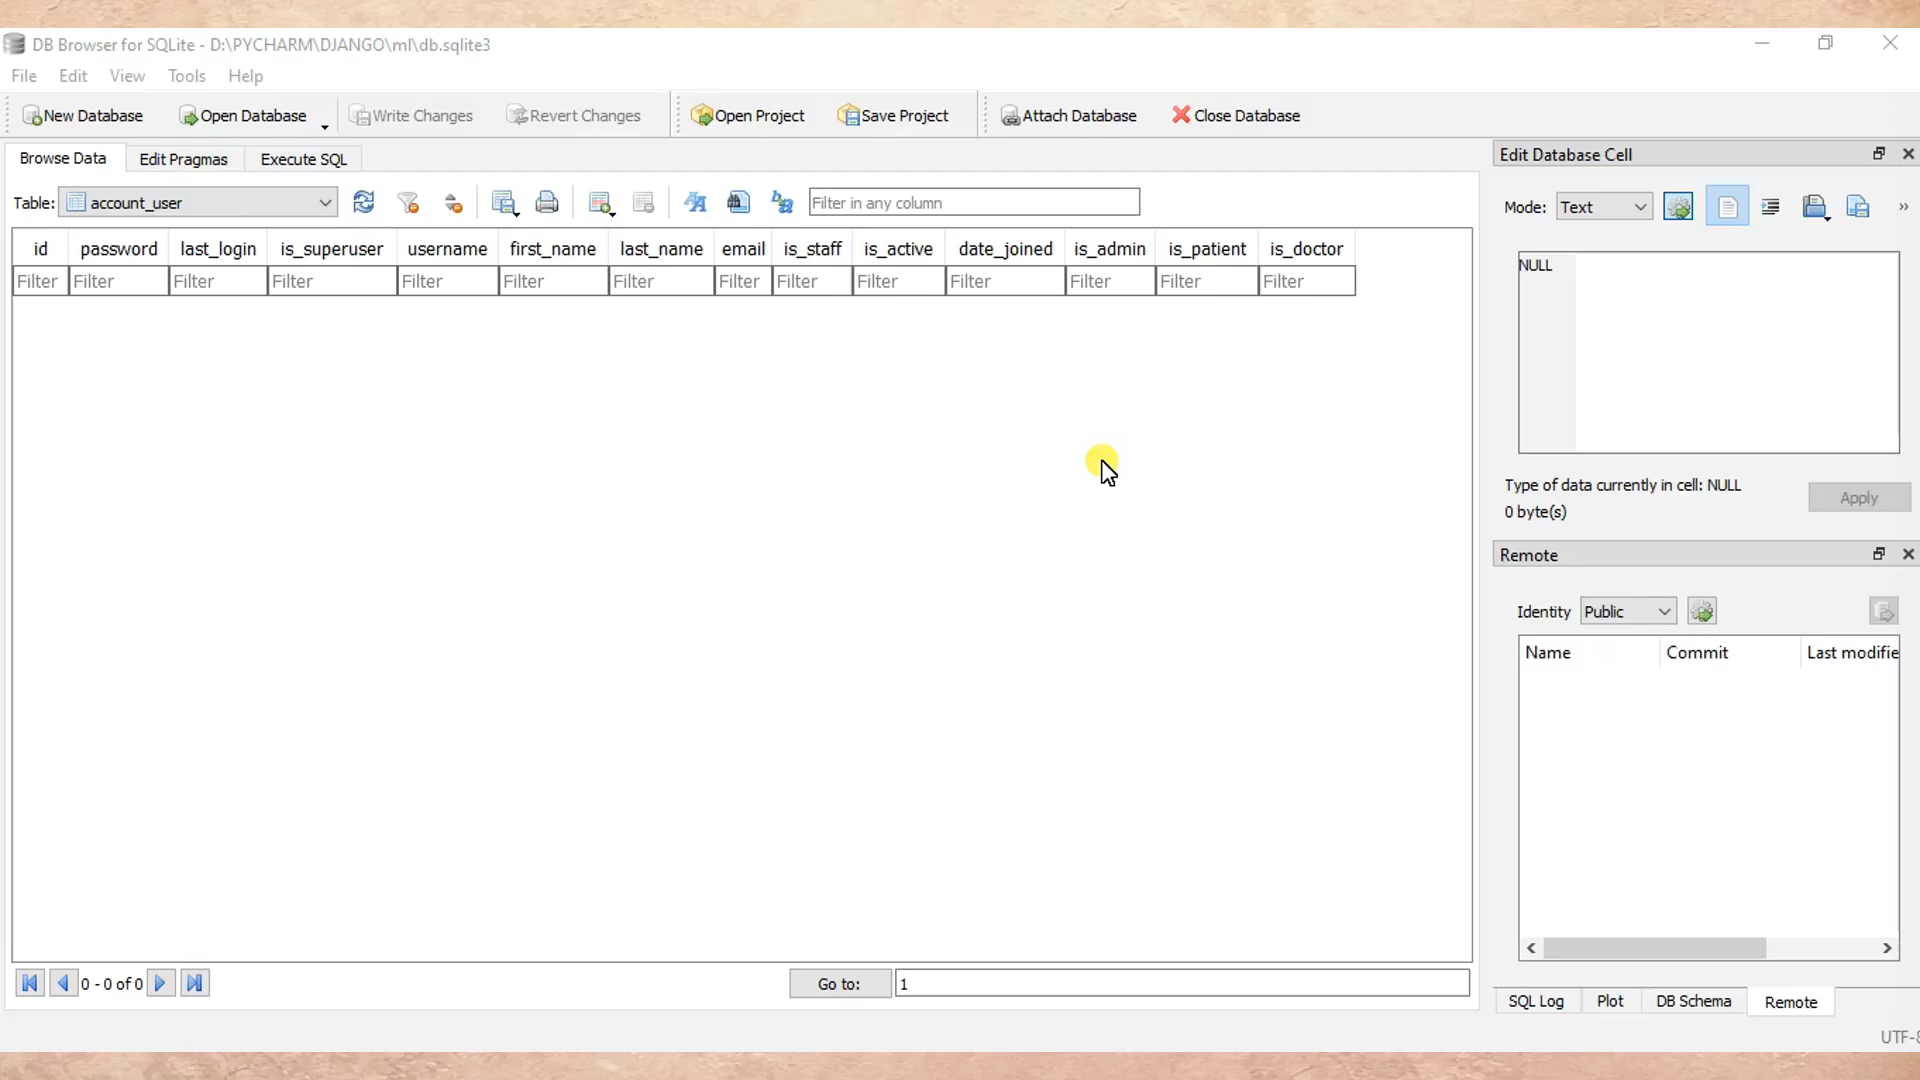 DB Browser for SQLite - D:\PYCHARM\DJANGO\ml\db.sqlite3
File Edit View Tools Help
New Database Open Database Write Changes Revert Changes Open Project Save Project Attach Database Close Database
Browse Data Edit Pragmas Execute SQL
Table: account_user Filter in any column
id password last_login is_superuser username first_name last_name email is_staff is_active date_joined is_admin is_patient is_doctor
Filter Filter Filter Filter Filter Filter Filter Filter Filter Filter Filter Filter Filter Filter
0 - 0 of 0 Go to: 1
Edit Database Cell
Mode: Text »
NULL
Type of data currently in cell: NULL
0 byte(s)
Apply
Remote
Identity Public
Name Commit Last modifie
SQL Log Plot DB Schema Remote
UTF-8